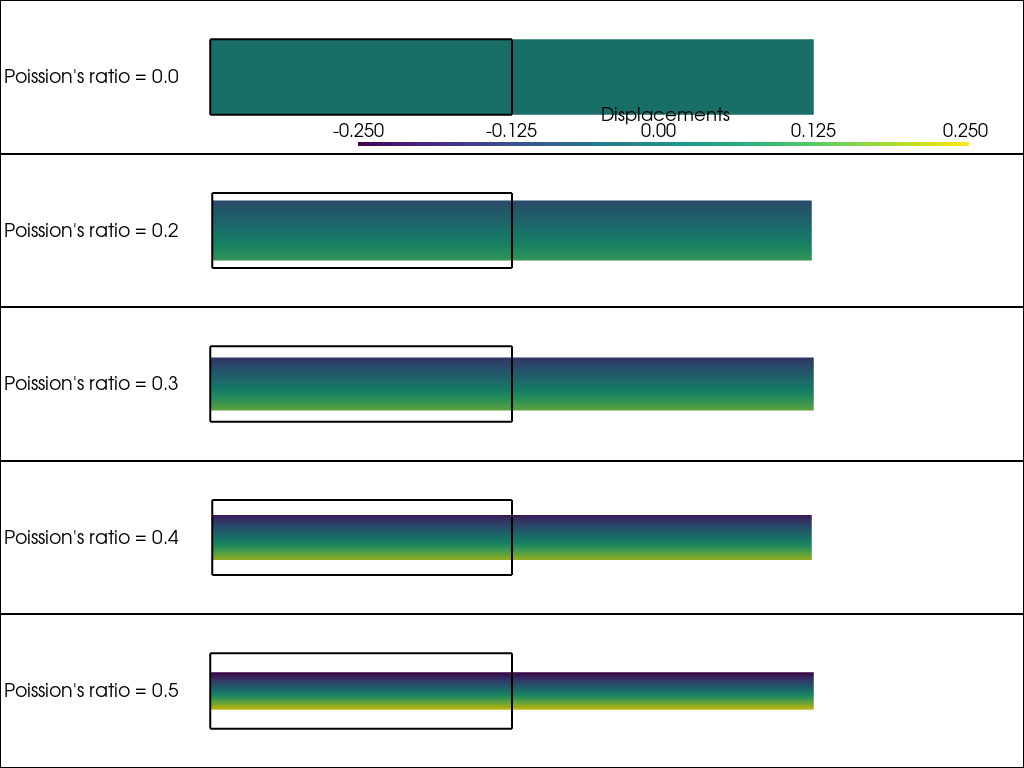 Poission's ratio = 0.0
Displacements
-0.250 -0.125 0.00 0.125 0.250
Poission's ratio = 0.2
Poission's ratio = 0.3
Poission's ratio = 0.4
Poission's ratio = 0.5